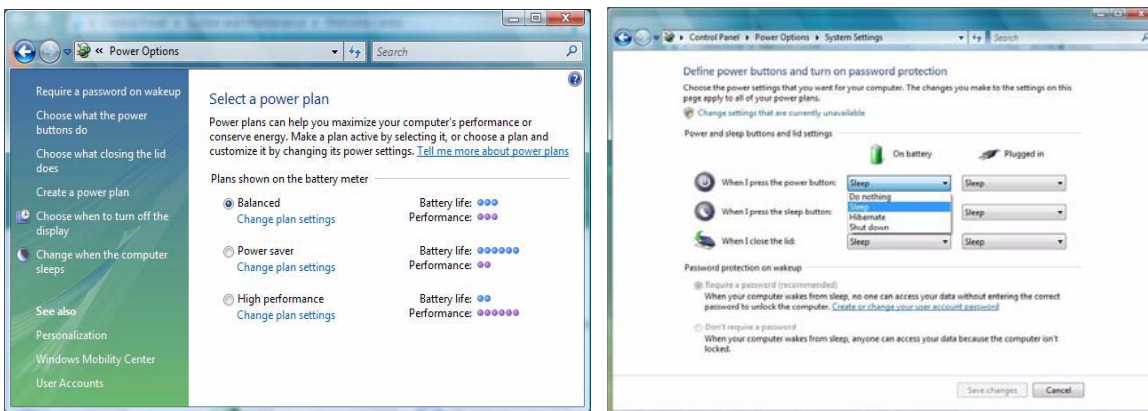 « Power Options
Search
Require a password on wakeup
Choose what the power
buttons do
Choose what closing the lid
does
Create a power plan
Choose when to turn off the
display
Change when the computer
sleeps
See also
Personalization
Windows Mobility Center
User Accounts
Select a power plan
Power plans can help you maximize your computer's performance or
conserve energy. Make a plan active by selecting it, or choose a plan and
customize it by changing its power settings. Tell me more about power plans
Plans shown on the battery meter
Balanced Battery life:
Change plan settings Performance:
Power saver Battery life:
Change plan settings Performance:
High performance Battery life:
Change plan settings Performance:
Control Panel ▸ Power Options ▸ System Settings
Search
Define power buttons and turn on password protection
Choose the power settings that you want for your computer. The changes you make to the settings on this
page apply to all of your power plans.
Change settings that are currently unavailable
Power and sleep buttons and lid settings
On battery Plugged in
When I press the power button: Sleep Sleep
Do nothing
Sleep
When I press the sleep button: Sleep
Hibernate
Shut down
When I close the lid: Sleep Sleep
Password protection on wakeup
Require a password (recommended)
When your computer wakes from sleep, no one can access your data without entering the correct
password to unlock the computer. Create or change your user account password
Don't require a password
When your computer wakes from sleep, anyone can access your data because the computer isn't
locked.
Save changes Cancel